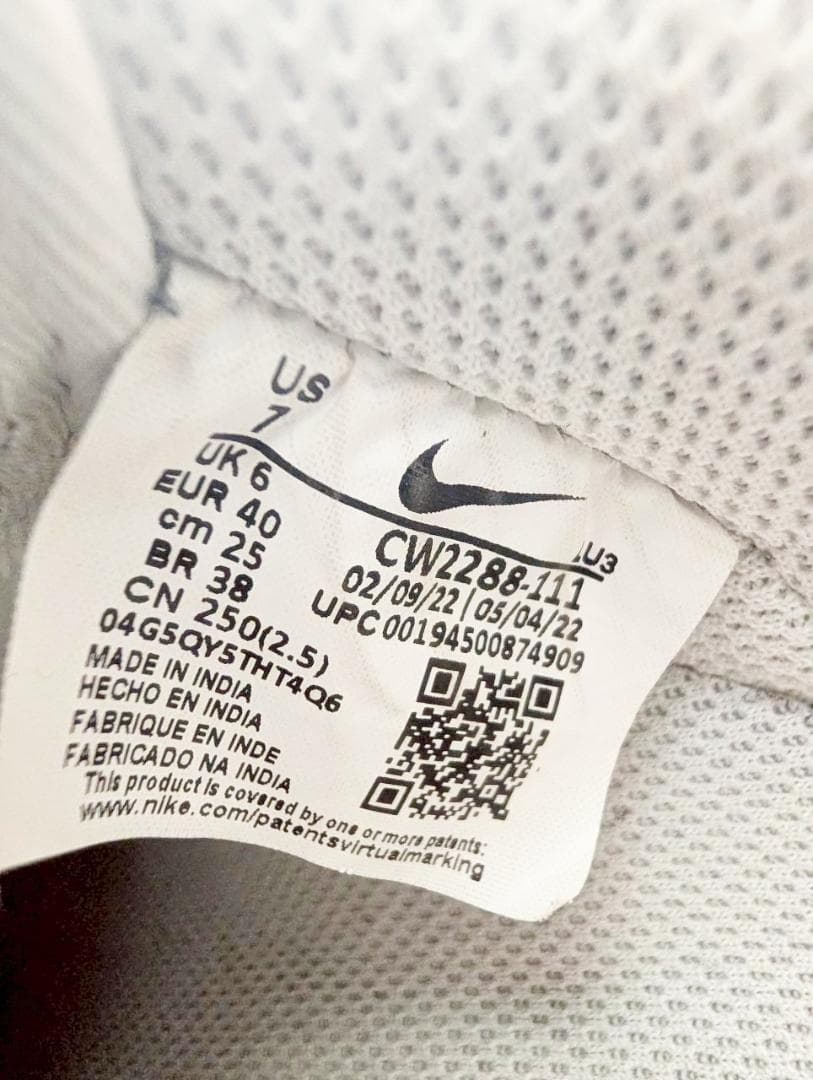 US
7
UK 6
EUR 40
cm 25
BR 38
CN 250(2.5)
04G5QY5THT4Q6
MADE IN INDIA
HECHO EN INDIA
FABRIQUE EN INDE
FABRICADO NA INDIA
This product is covered by one or more patents:
www.nike.com/patentsvirtualmarking
IU3
CW2288-111
02/09/22 | 05/04/22
UPC 00194500874909